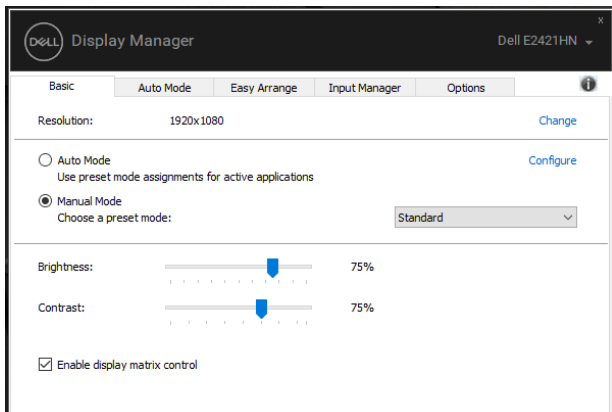 DELL Display Manager
Dell E2421HN
x
Basic Auto Mode Easy Arrange Input Manager Options i
Resolution: 1920x1080 Change
Auto Mode Configure
Use preset mode assignments for active applications
Manual Mode
Choose a preset mode: Standard
Brightness: 75%
Contrast: 75%
Enable display matrix control